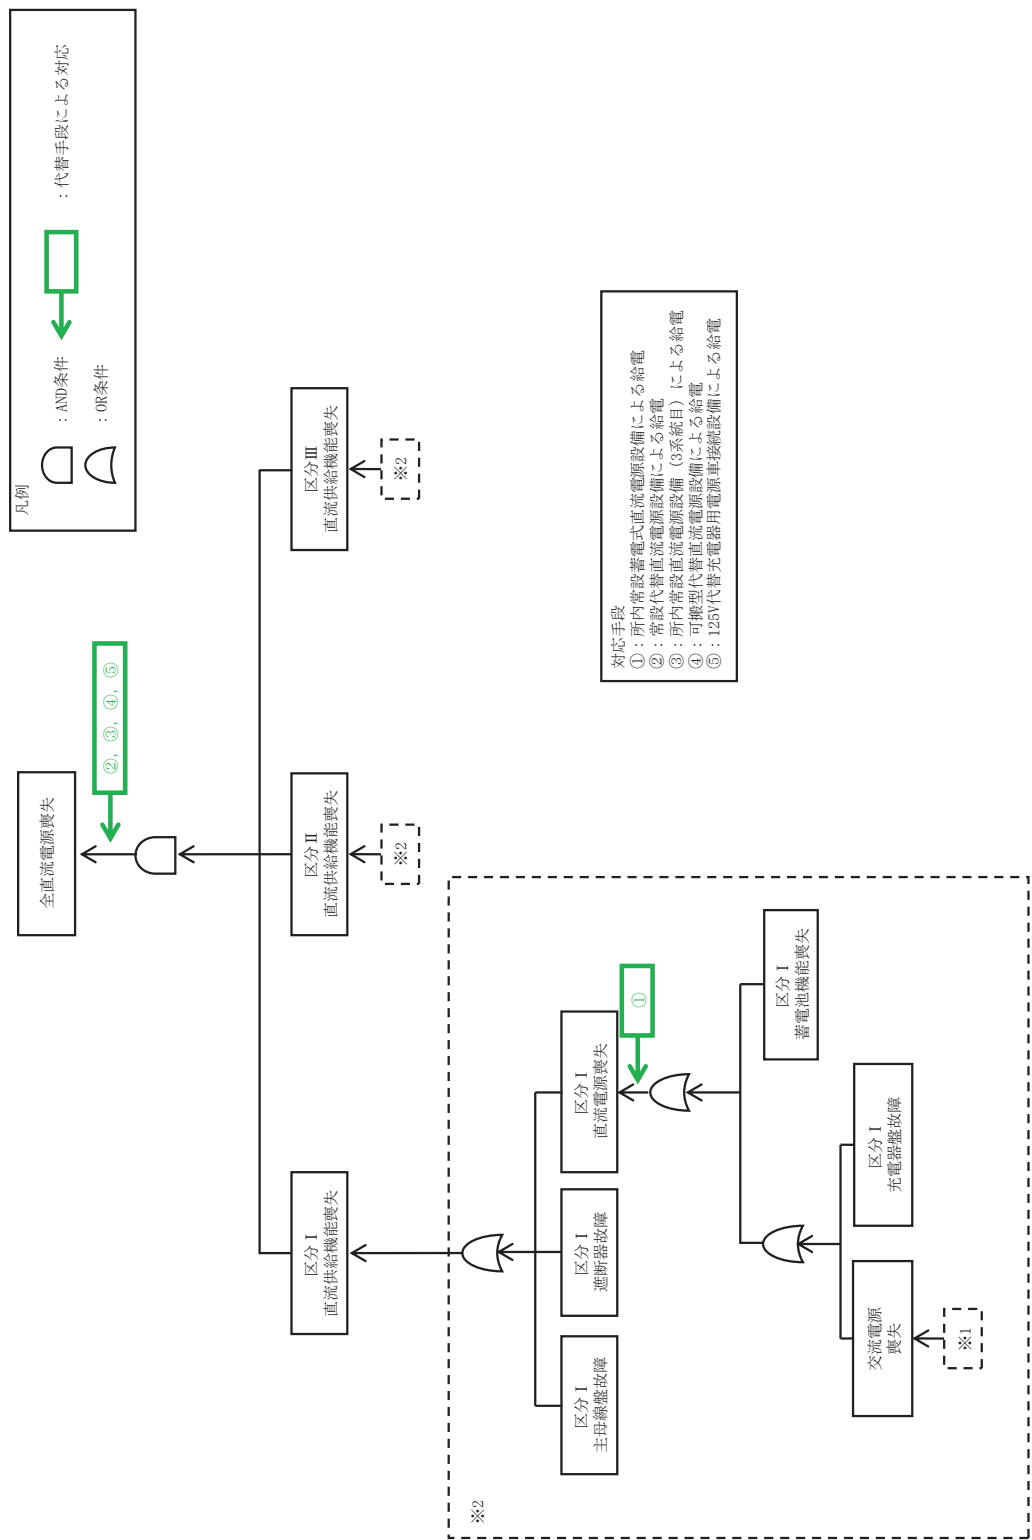 全直流電源喪失
②，③，④，⑤
区分Ⅰ
直流供給機能喪失
区分Ⅱ
直流供給機能喪失
区分Ⅲ
直流供給機能喪失
※2
※2
※2
区分Ⅰ
主母線盤故障
区分Ⅰ
遮断器故障
区分Ⅰ
直流電源喪失
①
区分Ⅰ
蓄電池機能喪失
交流電源
喪失
区分Ⅰ
充電器盤故障
※1
凡例
：AND条件
：代替手段による対応
：OR条件
対応手段
①：所内常設蓄電式直流電源設備による給電
②：常設代替直流電源設備による給電
③：所内常設直流電源設備（3系統目）による給電
④：可搬型代替直流電源設備による給電
⑤：125V代替充電器用電源車接続設備による給電